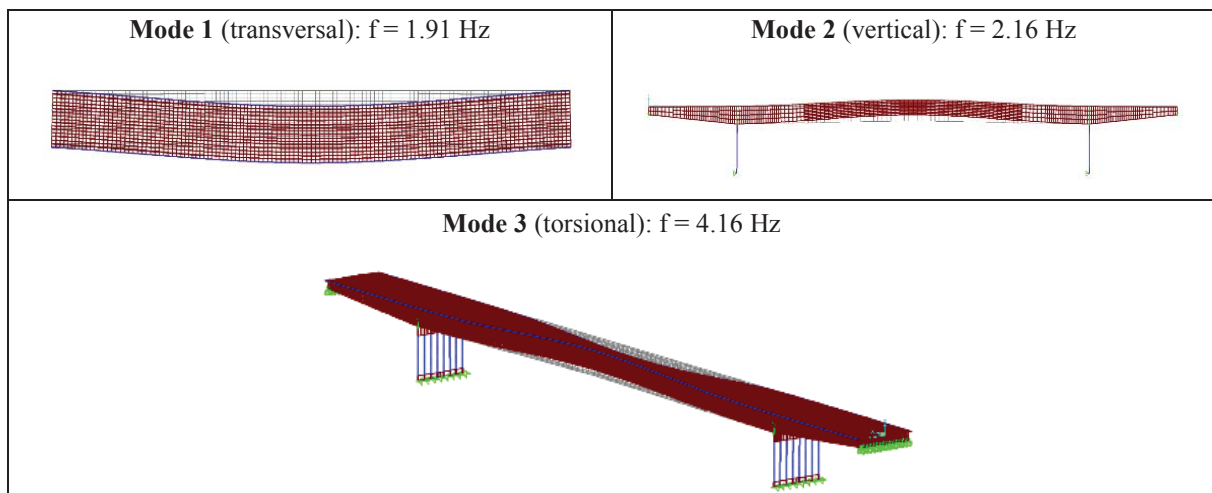 Mode 1 (transversal): f = 1.91 Hz
Mode 2 (vertical): f = 2.16 Hz
Mode 3 (torsional): f = 4.16 Hz